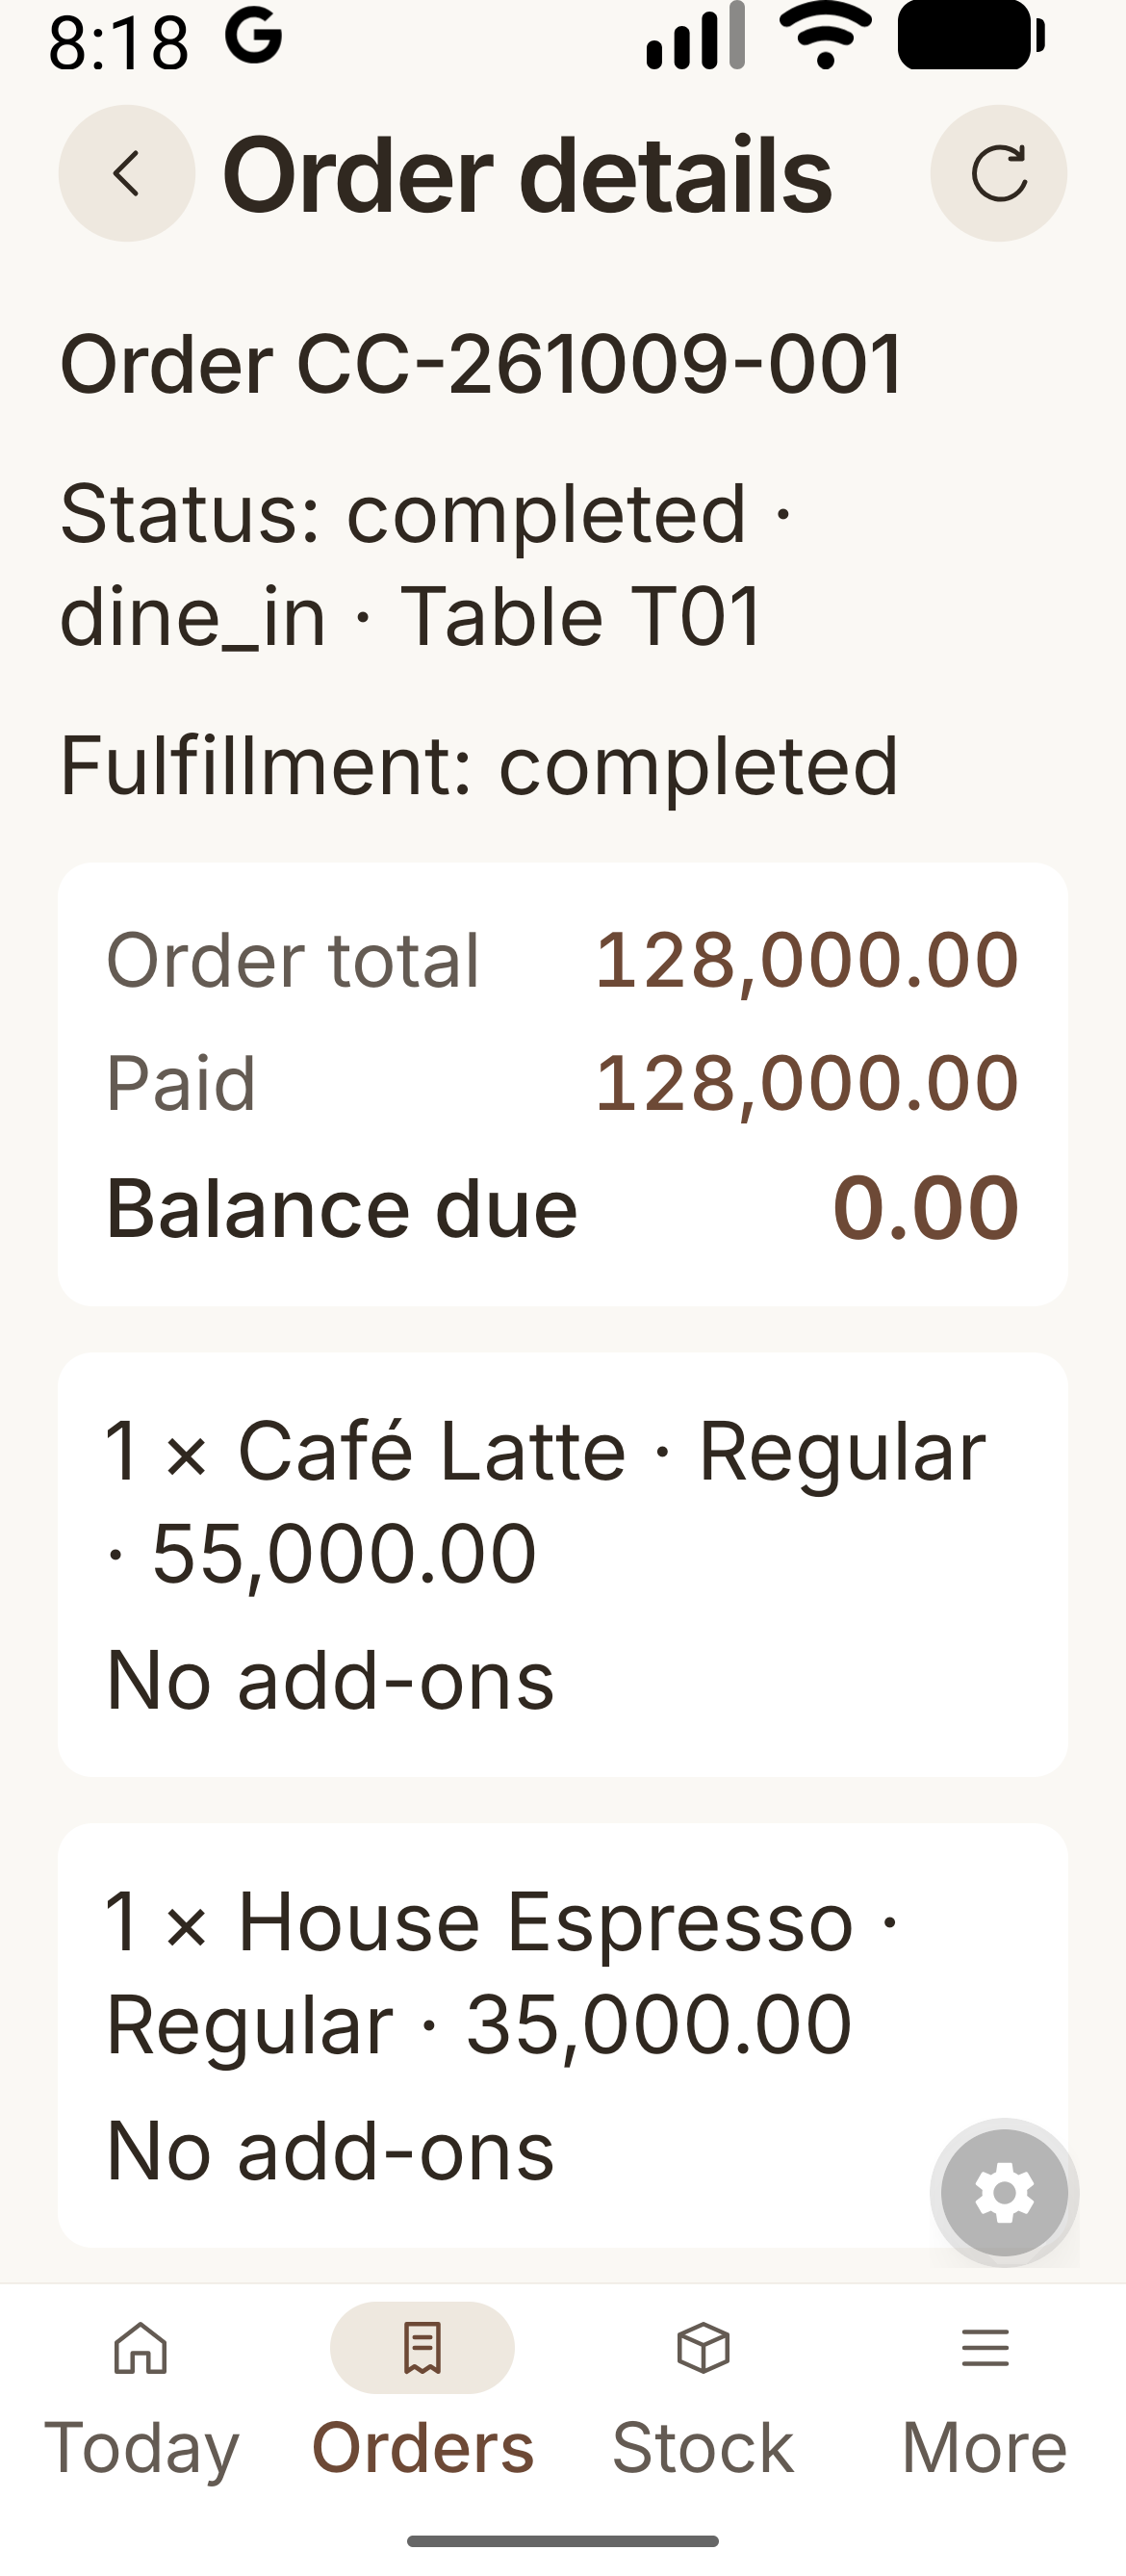 8:18 G
Order details
Order CC-261009-001
Status: completed ·
dine_in · Table T01
Fulfillment: completed
Order total 128,000.00
Paid 128,000.00
Balance due 0.00
1 × Café Latte · Regular
· 55,000.00
No add-ons
1 × House Espresso ·
Regular · 35,000.00
No add-ons
Today Orders Stock More